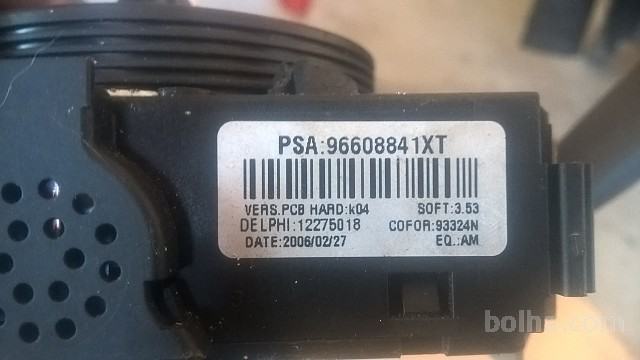 PSA:96608841XT
VERS.PCB HARD:k04 SOFT:3.53
DELPHI:12275018 COFOR:93324N
DATE:2006/02/27 EQ.:AM
bolha.com